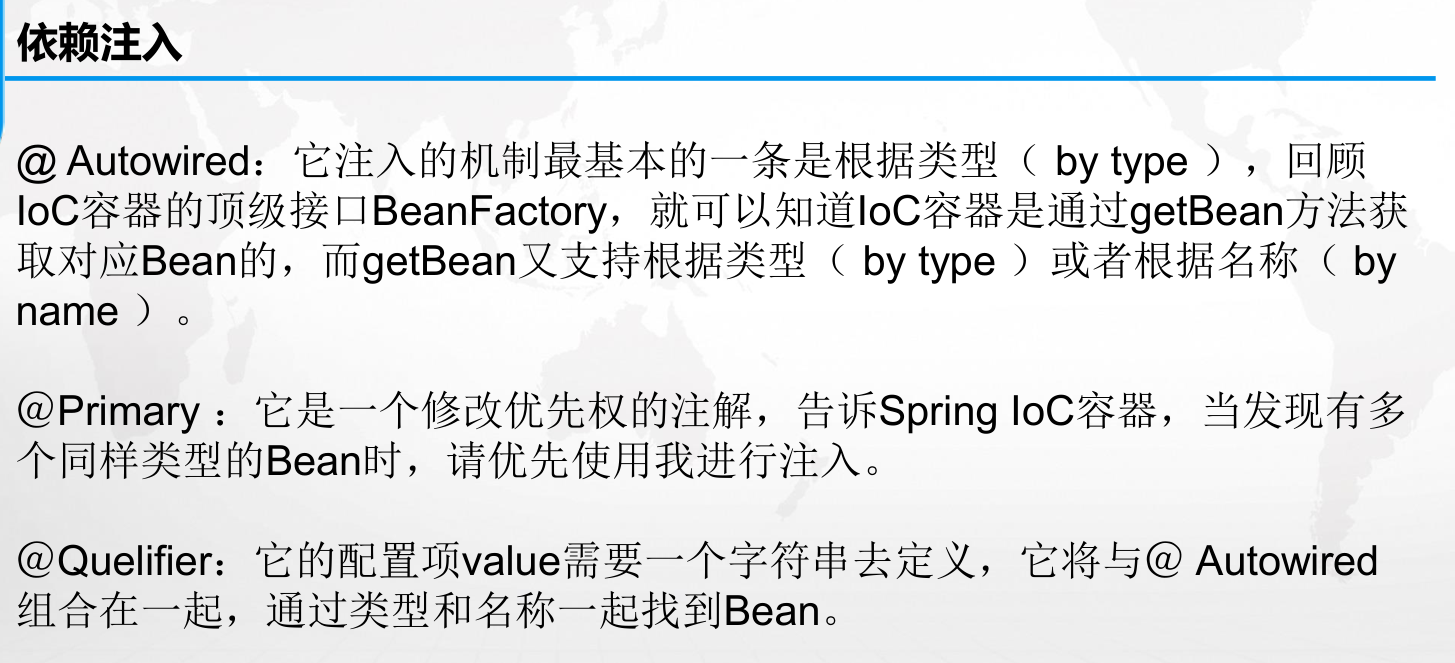 依赖注入
@ Autowired：它注入的机制最基本的一条是根据类型（ by type ），回顾
IoC容器的顶级接口BeanFactory，就可以知道IoC容器是通过getBean方法获
取对应Bean的，而getBean又支持根据类型（ by type ）或者根据名称（ by
name ）。
@Primary ：它是一个修改优先权的注解，告诉Spring IoC容器，当发现有多
个同样类型的Bean时，请优先使用我进行注入。
@Quelifier：它的配置项value需要一个字符串去定义，它将与@ Autowired
组合在一起，通过类型和名称一起找到Bean。